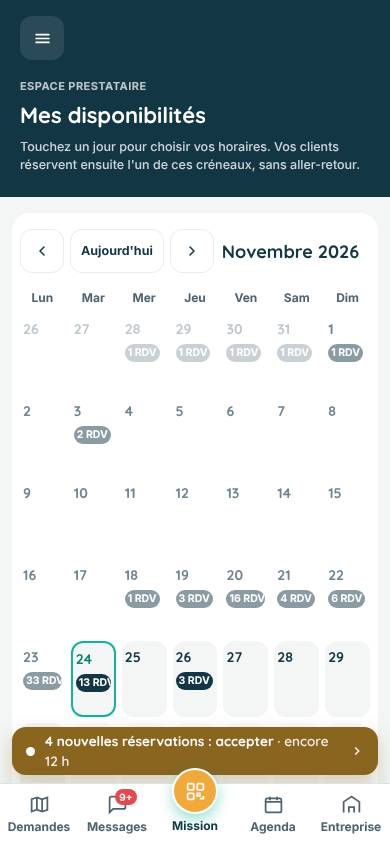 ESPACE PRESTATAIRE
Mes disponibilités
Touchez un jour pour choisir vos horaires. Vos clients
réservent ensuite l'un de ces créneaux, sans aller-retour.
Aujourd'hui
Novembre 2026
Lun Mar Mer Jeu Ven Sam Dim
26 27 28 29 30 31 1
1 RDV 1 RDV 1 RDV 1 RDV 1 RDV
2 3 4 5 6 7 8
2 RDV
9 10 11 12 13 14 15
16 17 18 19 20 21 22
1 RDV 3 RDV 16 RDV 4 RDV 6 RDV
23 24 25 26 27 28 29
33 RDV 13 RDV 3 RDV
4 nouvelles réservations : accepter · encore
12 h
9+
Demandes Messages Mission Agenda Entreprise